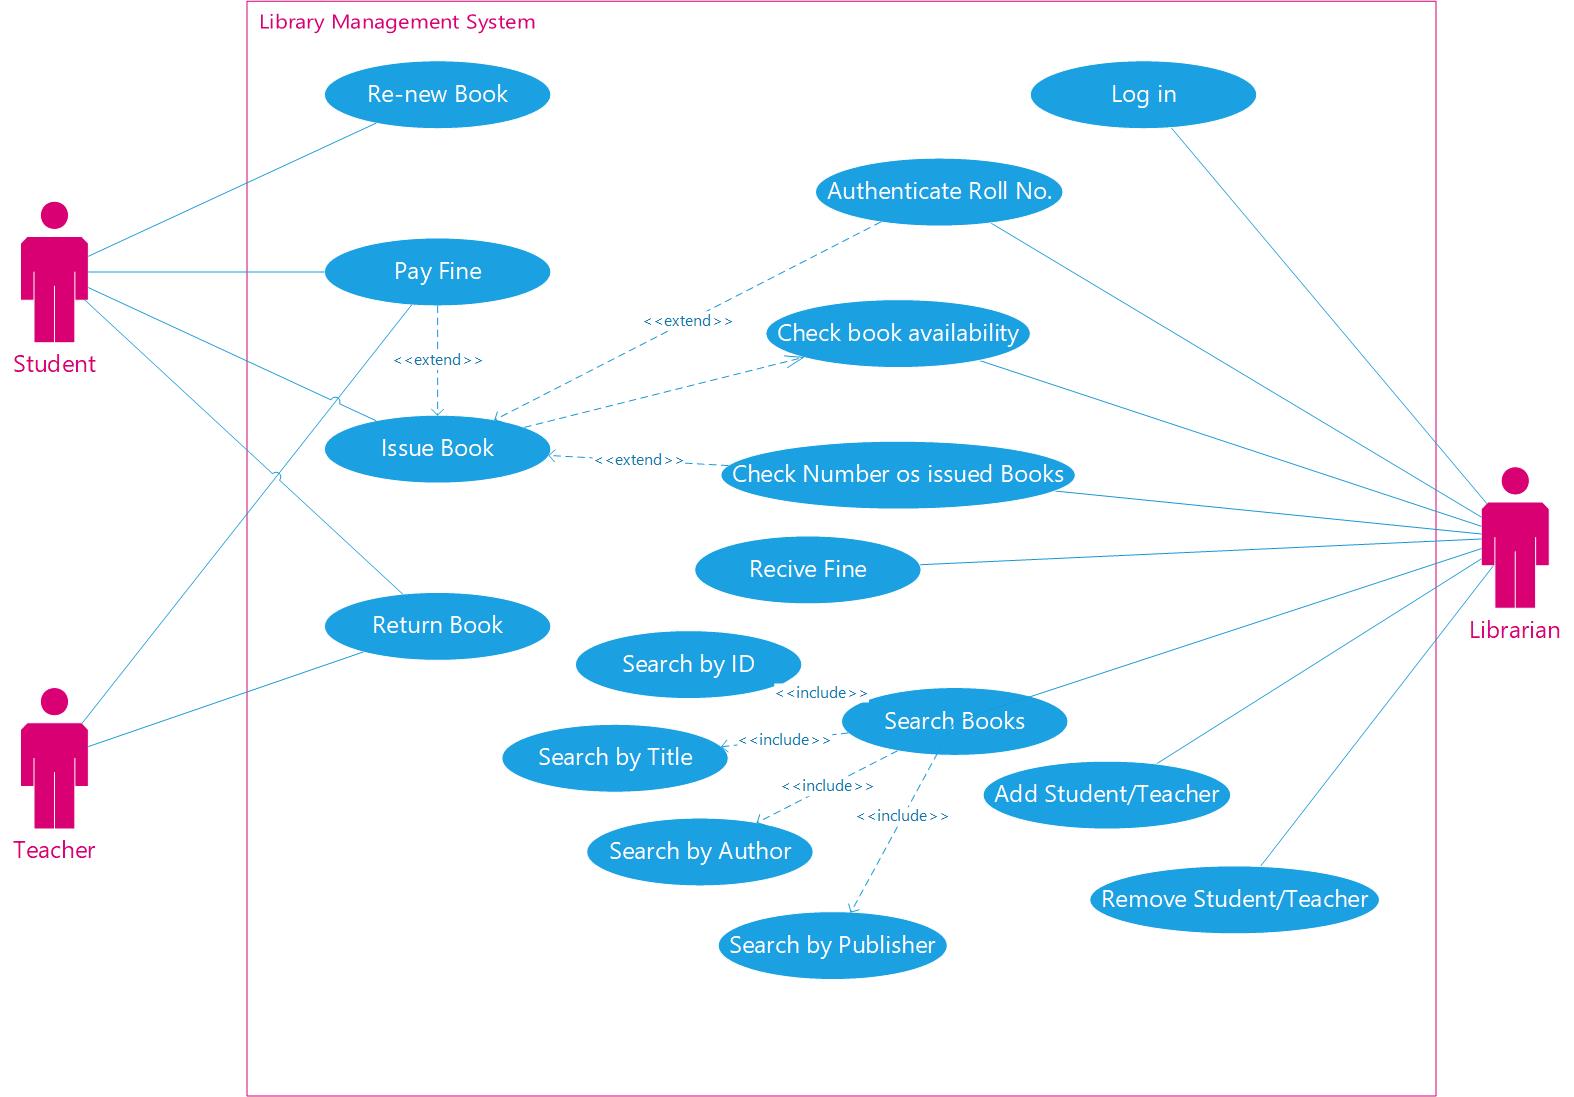 Library Management System
Re-new Book
Log in
Authenticate Roll No.
Pay Fine
<<extend>>
Check book availability
Student
<<extend>>
Issue Book
<<extend>>
Check Number os issued Books
Recive Fine
Return Book
Librarian
Search by ID
<<include>>
Search Books
<<include>>
Search by Title
<<include>>
Add Student/Teacher
<<include>>
Teacher
Search by Author
Remove Student/Teacher
Search by Publisher